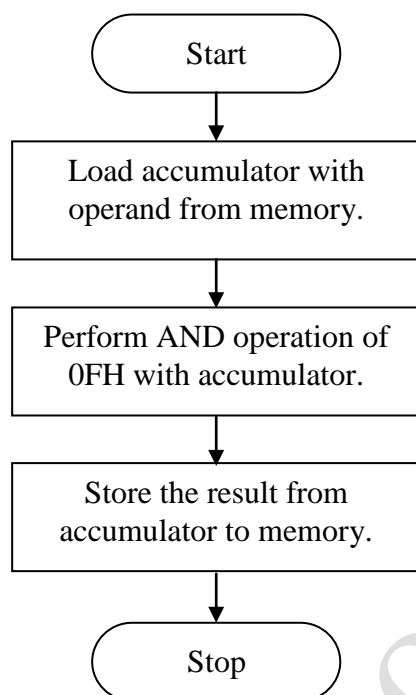 Start
Load accumulator with
operand from memory.
Perform AND operation of
0FH with accumulator.
Store the result from
accumulator to memory.
Stop